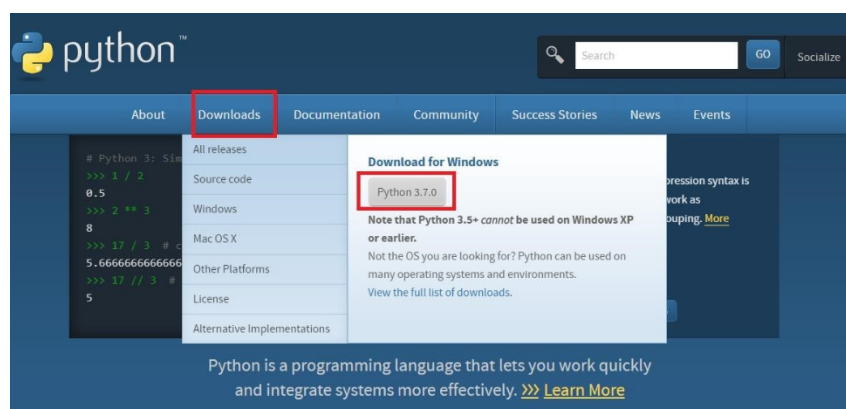 python™
Search
GO
Socialize
About
Downloads
Documentation
Community
Success Stories
News
Events
# Python 3: Sim
>>> 1 / 2
0.5
>>> 2 ** 3
8
>>> 17 / 3 # c
5.666666666666
>>> 17 // 3 #
5
All releases
Source code
Windows
Mac OS X
Other Platforms
License
Alternative Implementations
Download for Windows
Python 3.7.0
Note that Python 3.5+ cannot be used on Windows XP
or earlier.
Not the OS you are looking for? Python can be used on
many operating systems and environments.
View the full list of downloads.
pression syntax is
work as
ouping. More
Python is a programming language that lets you work quickly
and integrate systems more effectively. >>> Learn More